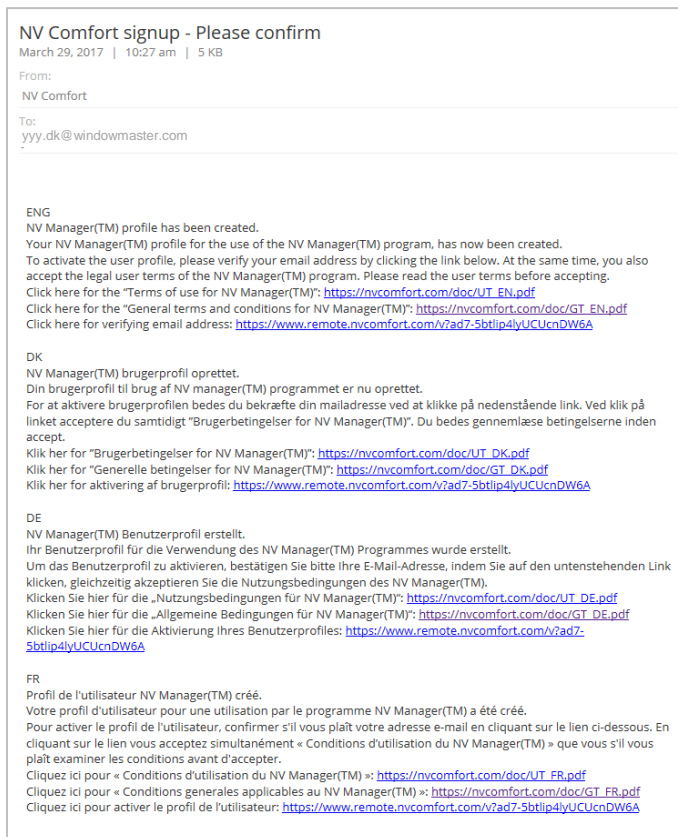 NV Comfort signup - Please confirm
March 29, 2017 | 10:27 am | 5 KB
From:
NV Comfort
To:
yyy.dk@windowmaster.com
ENG
NV Manager(TM) profile has been created.
Your NV Manager(TM) profile for the use of the NV Manager(TM) program, has now been created.
To activate the user profile, please verify your email address by clicking the link below. At the same time, you also
accept the legal user terms of the NV Manager(TM) program. Please read the user terms before accepting.
Click here for the "Terms of use for NV Manager(TM)": https://nvcomfort.com/doc/UT_EN.pdf
Click here for the "General terms and conditions for NV Manager(TM)": https://nvcomfort.com/doc/GT_EN.pdf
Click here for verifying email address: https://www.remote.nvcomfort.com/v?ad7-5btlip4lyUCUcnDW6A
DK
NV Manager(TM) brugerprofil oprettet.
Din brugerprofil til brug af NV manager(TM) programmet er nu oprettet.
For at aktivere brugerprofilen bedes du bekræfte din mailadresse ved at klikke på nedenstående link. Ved klik på
linket acceptere du samtidigt "Brugerbetingelser for NV Manager(TM)". Du bedes gennemlæse betingelserne inden
accept.
Klik her for "Brugerbetingelser for NV Manager(TM)": https://nvcomfort.com/doc/UT_DK.pdf
Klik her for "Generelle betingelser for NV Manager(TM)": https://nvcomfort.com/doc/GT_DK.pdf
Klik her for aktivering af brugerprofil: https://www.remote.nvcomfort.com/v?ad7-5btlip4lyUCUcnDW6A
DE
NV Manager(TM) Benutzerprofil erstellt.
Ihr Benutzerprofil für die Verwendung des NV Manager(TM) Programmes wurde erstellt.
Um das Benutzerprofil zu aktivieren, bestätigen Sie bitte Ihre E-Mail-Adresse, indem Sie auf den untenstehenden Link
klicken, gleichzeitig akzeptieren Sie die Nutzungsbedingungen des NV Manager(TM).
Klicken Sie hier für die „Nutzungsbedingungen für NV Manager(TM)": https://nvcomfort.com/doc/UT_DE.pdf
Klicken Sie hier für die „Allgemeine Bedingungen für NV Manager(TM)": https://nvcomfort.com/doc/GT_DE.pdf
Klicken Sie hier für die Aktivierung Ihres Benutzerprofiles: https://www.remote.nvcomfort.com/v?ad7-
5btlip4lyUCUcnDW6A
FR
Profil de l'utilisateur NV Manager(TM) créé.
Votre profil d'utilisateur pour une utilisation par le programme NV Manager(TM) a été créé.
Pour activer le profil de l'utilisateur, confirmer s'il vous plaît votre adresse e-mail en cliquant sur le lien ci-dessous. En
cliquant sur le lien vous acceptez simultanément « Conditions d'utilisation du NV Manager(TM) » que vous s'il vous
plaît examiner les conditions avant d'accepter.
Cliquez ici pour « Conditions d'utilisation du NV Manager(TM) »: https://nvcomfort.com/doc/UT_FR.pdf
Cliquez ici pour « Conditions generales applicables au NV Manager(TM) »: https://nvcomfort.com/doc/GT_FR.pdf
Cliquez ici pour activer le profil de l'utilisateur: https://www.remote.nvcomfort.com/v?ad7-5btlip4lyUCUcnDW6A